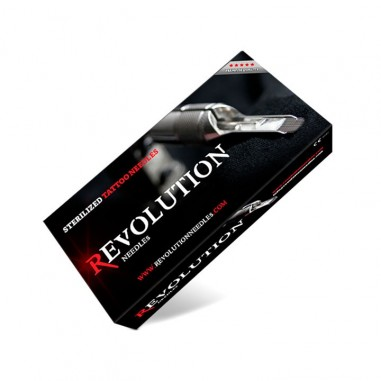 STERILIZED TATTOO NEEDLES
REVOLUTION
NEEDLES
WWW.REVOLUTIONNEEDLES.COM
REVOLUTION